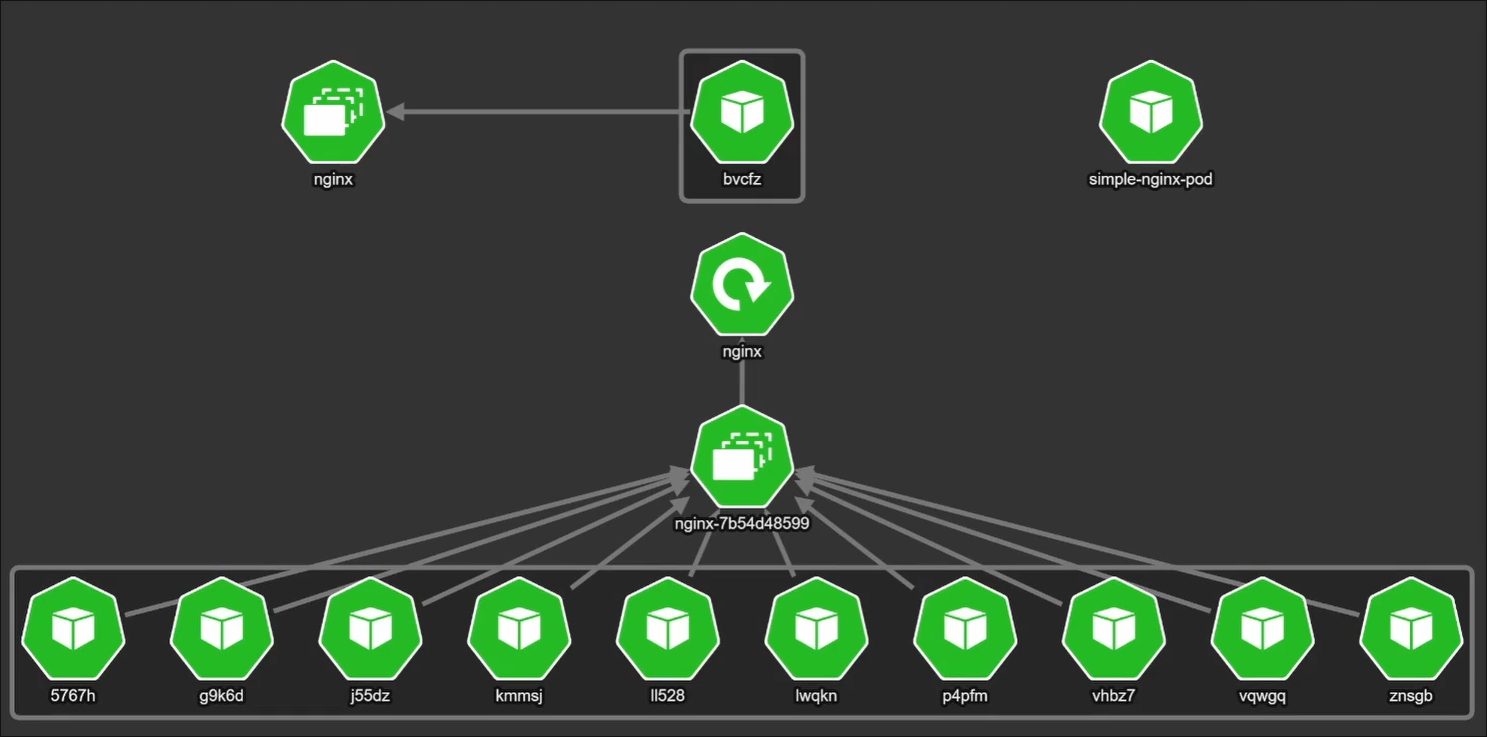 nginx
bvcfz
simple-nginx-pod
nginx
nginx-7b54d48599
5767h
g9k6d
j55dz
kmmsj
ll528
lwqkn
p4pfm
vhbz7
vqwgq
znsgb